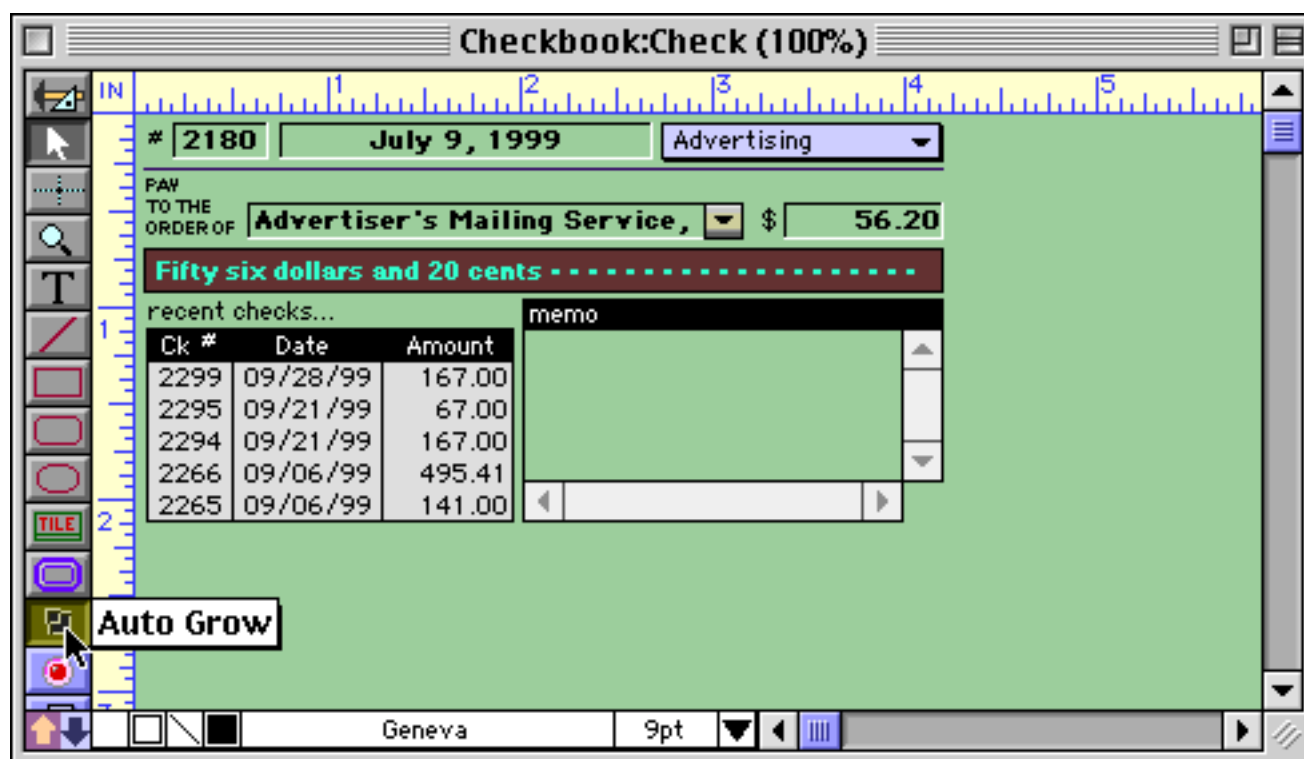 Checkbook:Check (100%)
IN 1 2 3 4 5
# 2180 July 9, 1999 Advertising
PAY
TO THE
ORDER OF Advertiser's Mailing Service, $ 56.20
Fifty six dollars and 20 cents - - - - - - - - - - - - - - - - - - - -
recent checks... memo
T
1
Ck # Date Amount
2299 09/28/99 167.00
2295 09/21/99 67.00
2294 09/21/99 167.00
2266 09/06/99 495.41
2265 09/06/99 141.00
TILE 2
Auto Grow
Geneva 9pt